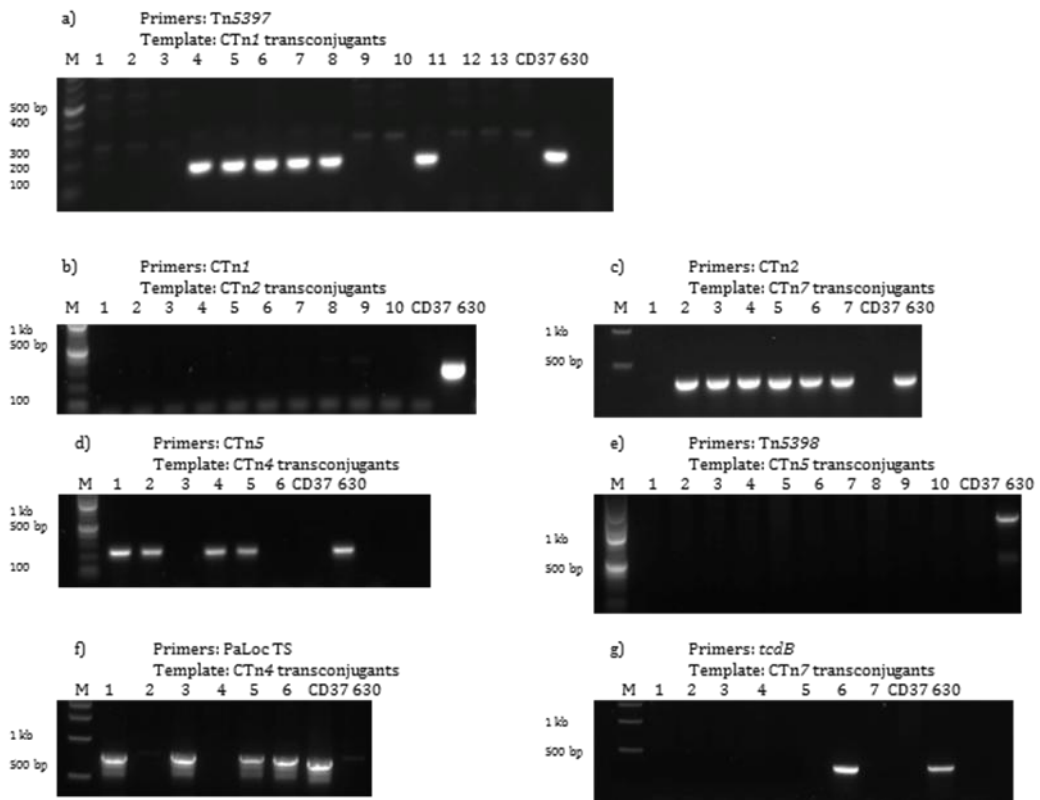 a) Primers: Tn5397
Template: CTn1 transconjugants
M 1 2 3 4 5 6 7 8 9 10 11 12 13 CD37 630
500 bp
400
300
200
100
b) Primers: CTn1
Template: CTn2 transconjugants
M 1 2 3 4 5 6 7 8 9 10 CD37 630
1 kb
500 bp
100
c) Primers: CTn2
Template: CTn7 transconjugants
M 1 2 3 4 5 6 7 CD37 630
1 kb
500 bp
d) Primers: CTn5
Template: CTn4 transconjugants
M 1 2 3 4 5 6 CD37 630
1 kb
500 bp
100
e) Primers: Tn5398
Template: CTn5 transconjugants
M 1 2 3 4 5 6 7 8 9 10 CD37 630
1 kb
500 bp
f) Primers: PaLoc TS
Template: CTn4 transconjugants
M 1 2 3 4 5 6 CD37 630
1 kb
500 bp
g) Primers: tcdB
Template: CTn7 transconjugants
M 1 2 3 4 5 6 7 CD37 630
1 kb
500 bp